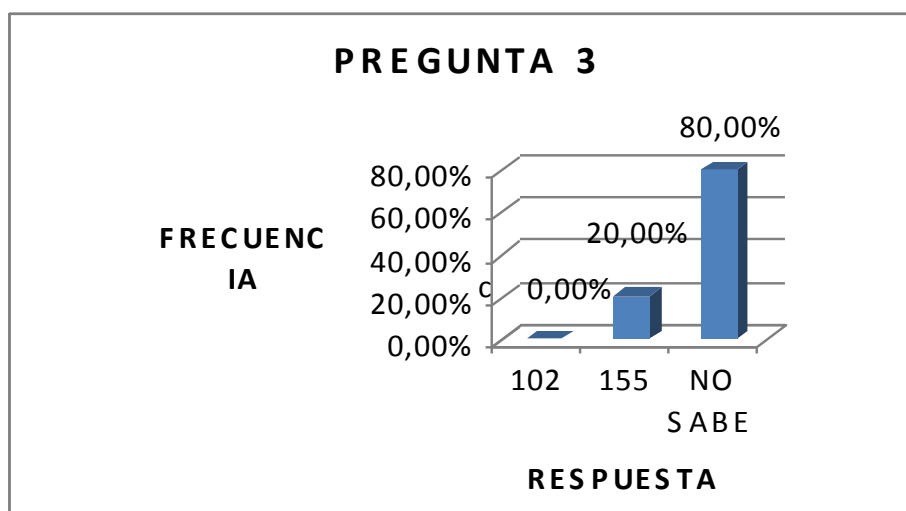 PREGUNTA 3
80,00%
80,00%
60,00%
20,00%
FRECUENC
IA
40,00%
c 0,00%
20,00%
0,00%
102 155 NO
SABE
RESPUESTA